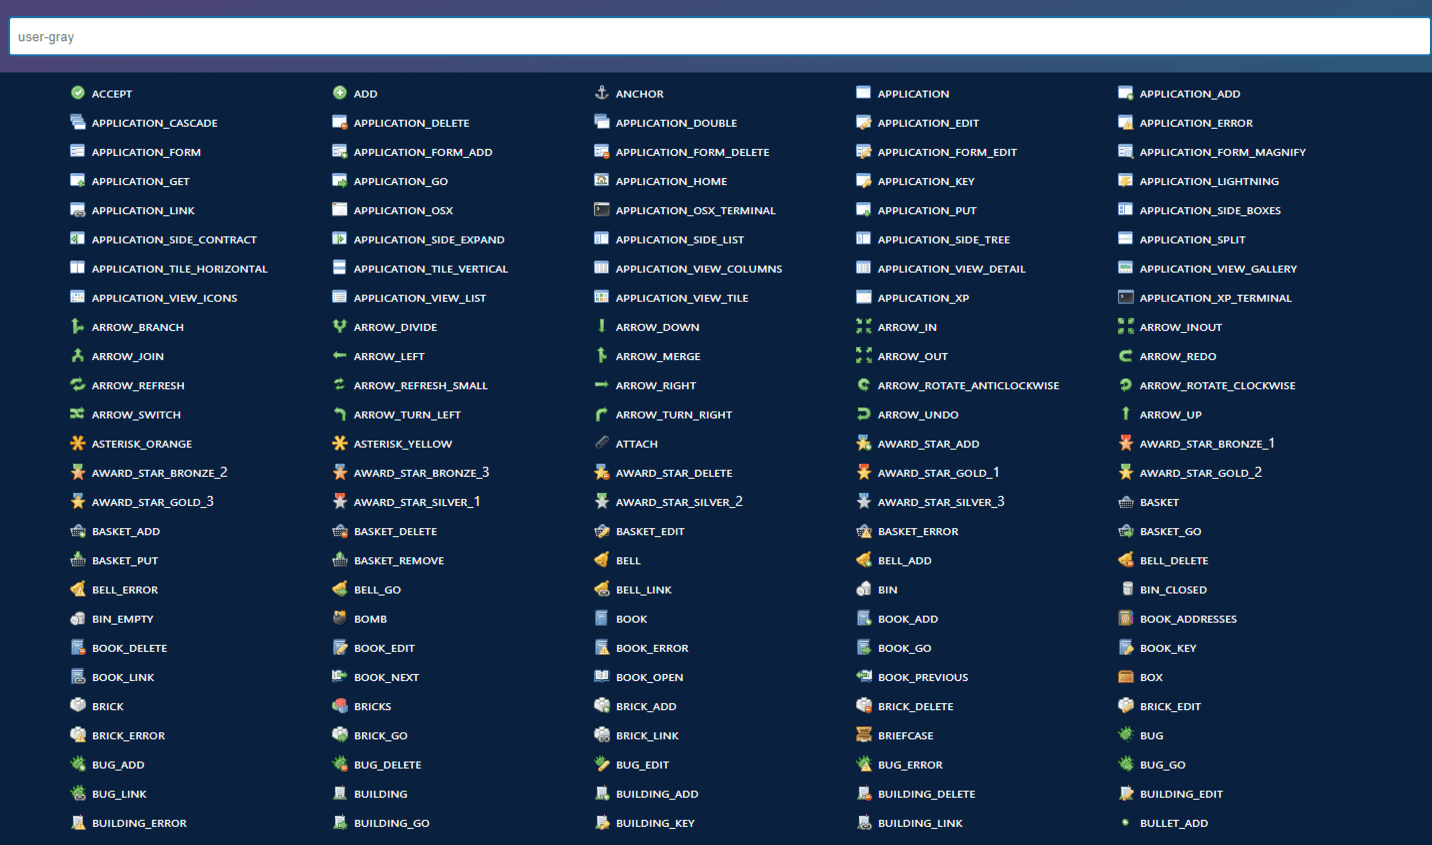 user-gray
ACCEPT ADD ANCHOR APPLICATION APPLICATION_ADD
APPLICATION_CASCADE APPLICATION_DELETE APPLICATION_DOUBLE APPLICATION_EDIT APPLICATION_ERROR
APPLICATION_FORM APPLICATION_FORM_ADD APPLICATION_FORM_DELETE APPLICATION_FORM_EDIT APPLICATION_FORM_MAGNIFY
APPLICATION_GET APPLICATION_GO APPLICATION_HOME APPLICATION_KEY APPLICATION_LIGHTNING
APPLICATION_LINK APPLICATION_OSX APPLICATION_OSX_TERMINAL APPLICATION_PUT APPLICATION_SIDE_BOXES
APPLICATION_SIDE_CONTRACT APPLICATION_SIDE_EXPAND APPLICATION_SIDE_LIST APPLICATION_SIDE_TREE APPLICATION_SPLIT
APPLICATION_TILE_HORIZONTAL APPLICATION_TILE_VERTICAL APPLICATION_VIEW_COLUMNS APPLICATION_VIEW_DETAIL APPLICATION_VIEW_GALLERY
APPLICATION_VIEW_ICONS APPLICATION_VIEW_LIST APPLICATION_VIEW_TILE APPLICATION_XP APPLICATION_XP_TERMINAL
ARROW_BRANCH ARROW_DIVIDE ARROW_DOWN ARROW_IN ARROW_INOUT
ARROW_JOIN ARROW_LEFT ARROW_MERGE ARROW_OUT ARROW_REDO
ARROW_REFRESH ARROW_REFRESH_SMALL ARROW_RIGHT ARROW_ROTATE_ANTICLOCKWISE ARROW_ROTATE_CLOCKWISE
ARROW_SWITCH ARROW_TURN_LEFT ARROW_TURN_RIGHT ARROW_UNDO ARROW_UP
ASTERISK_ORANGE ASTERISK_YELLOW ATTACH AWARD_STAR_ADD AWARD_STAR_BRONZE_1
AWARD_STAR_BRONZE_2 AWARD_STAR_BRONZE_3 AWARD_STAR_DELETE AWARD_STAR_GOLD_1 AWARD_STAR_GOLD_2
AWARD_STAR_GOLD_3 AWARD_STAR_SILVER_1 AWARD_STAR_SILVER_2 AWARD_STAR_SILVER_3 BASKET
BASKET_ADD BASKET_DELETE BASKET_EDIT BASKET_ERROR BASKET_GO
BASKET_PUT BASKET_REMOVE BELL BELL_ADD BELL_DELETE
BELL_ERROR BELL_GO BELL_LINK BIN BIN_CLOSED
BIN_EMPTY BOMB BOOK BOOK_ADD BOOK_ADDRESSES
BOOK_DELETE BOOK_EDIT BOOK_ERROR BOOK_GO BOOK_KEY
BOOK_LINK BOOK_NEXT BOOK_OPEN BOOK_PREVIOUS BOX
BRICK BRICKS BRICK_ADD BRICK_DELETE BRICK_EDIT
BRICK_ERROR BRICK_GO BRICK_LINK BRIEFCASE BUG
BUG_ADD BUG_DELETE BUG_EDIT BUG_ERROR BUG_GO
BUG_LINK BUILDING BUILDING_ADD BUILDING_DELETE BUILDING_EDIT
BUILDING_ERROR BUILDING_GO BUILDING_KEY BUILDING_LINK BULLET_ADD